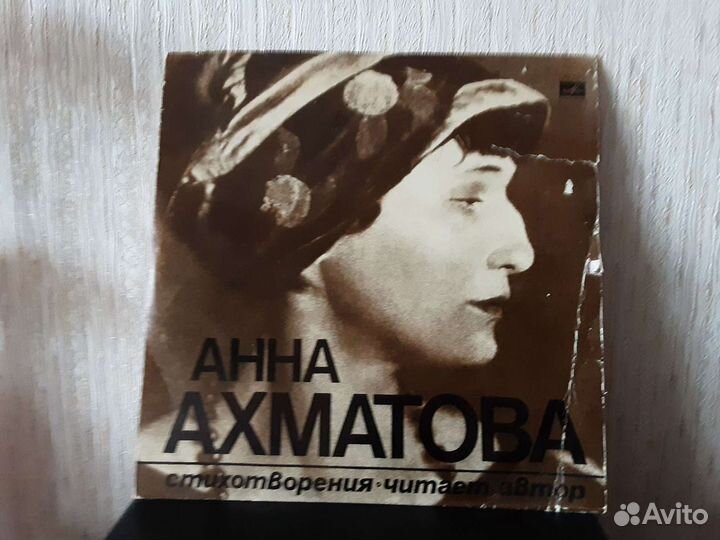 АННА
АХМАТОВА
стихотворения · читает автор
Avito